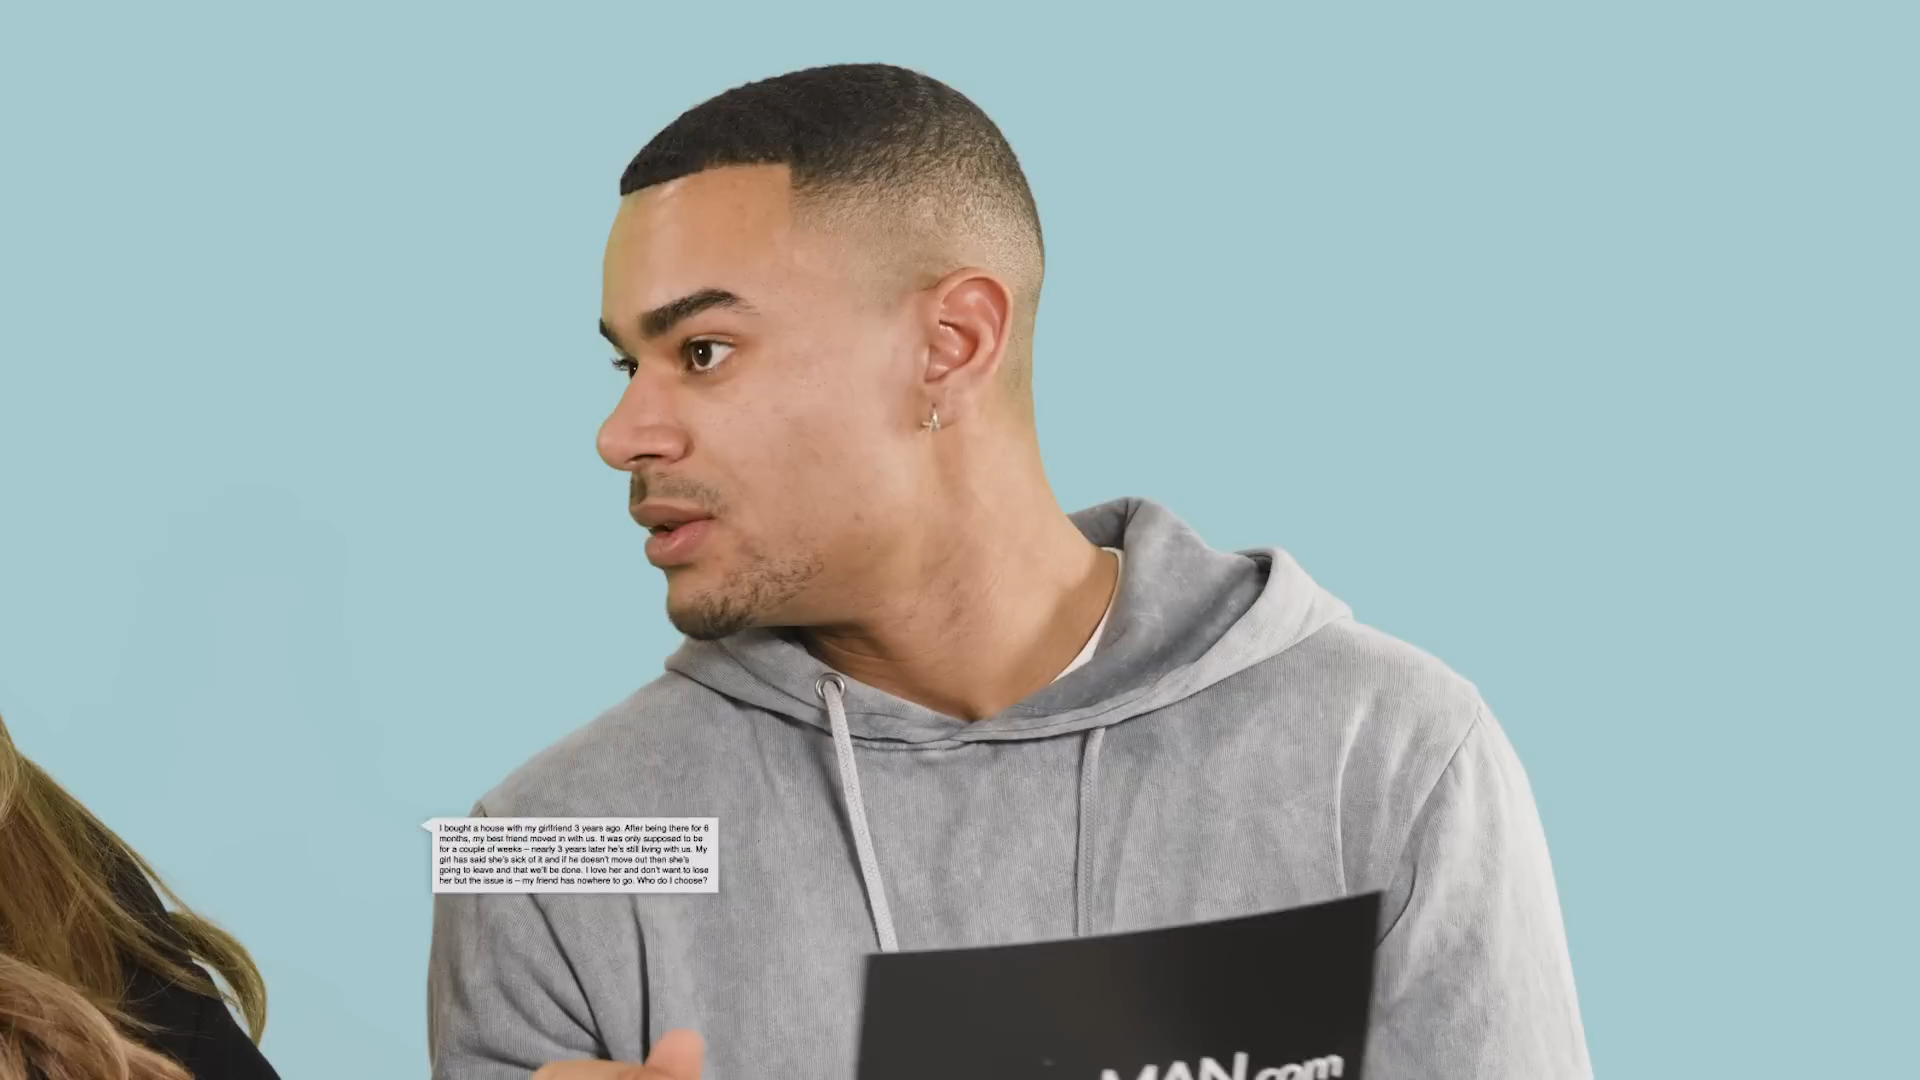 I bought a house with my girlfriend 3 years ago. After being there for 6
months, my best friend moved in with us. It was only supposed to be
for a couple of weeks – nearly 3 years later he's still living with us. My
girl has said she's sick of it and if he doesn't move out then she's
going to leave and that we'll be done. I love her and don't want to lose
her but the issue is – my friend has nowhere to go. Who do I choose?
MAN.com